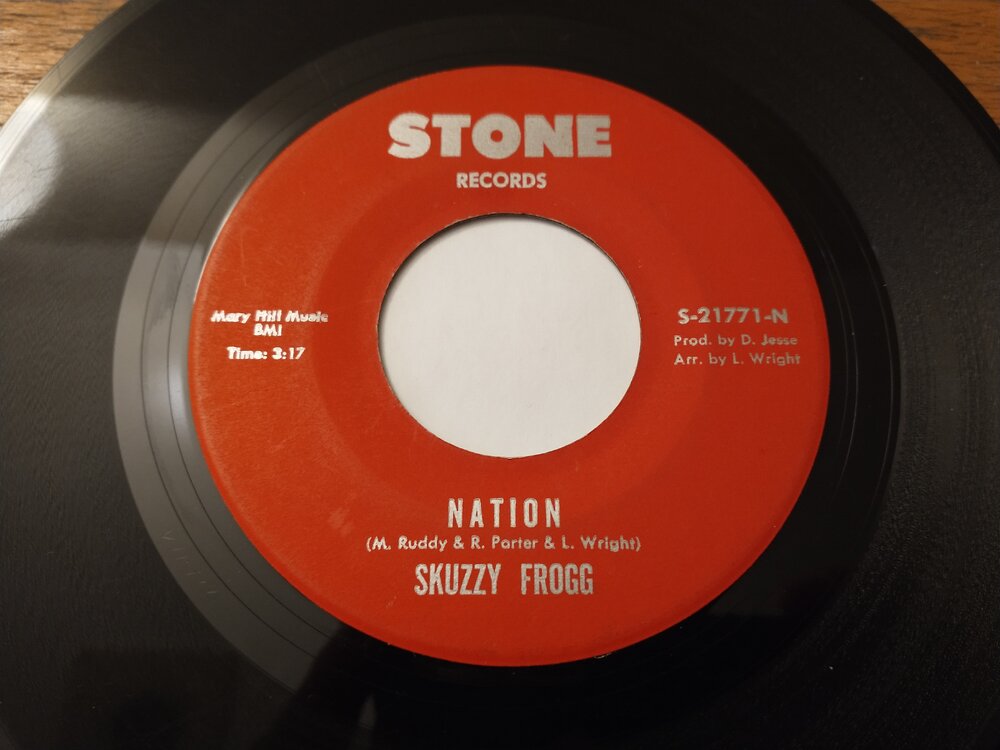 STONE
RECORDS
Mary Hill Music
BMI
Time: 3:17
S-21771-N
Prod. by D. Jesse
Arr. by L. Wright
NATION
(M. Ruddy & R. Porter & L. Wright)
SKUZZY FROGG